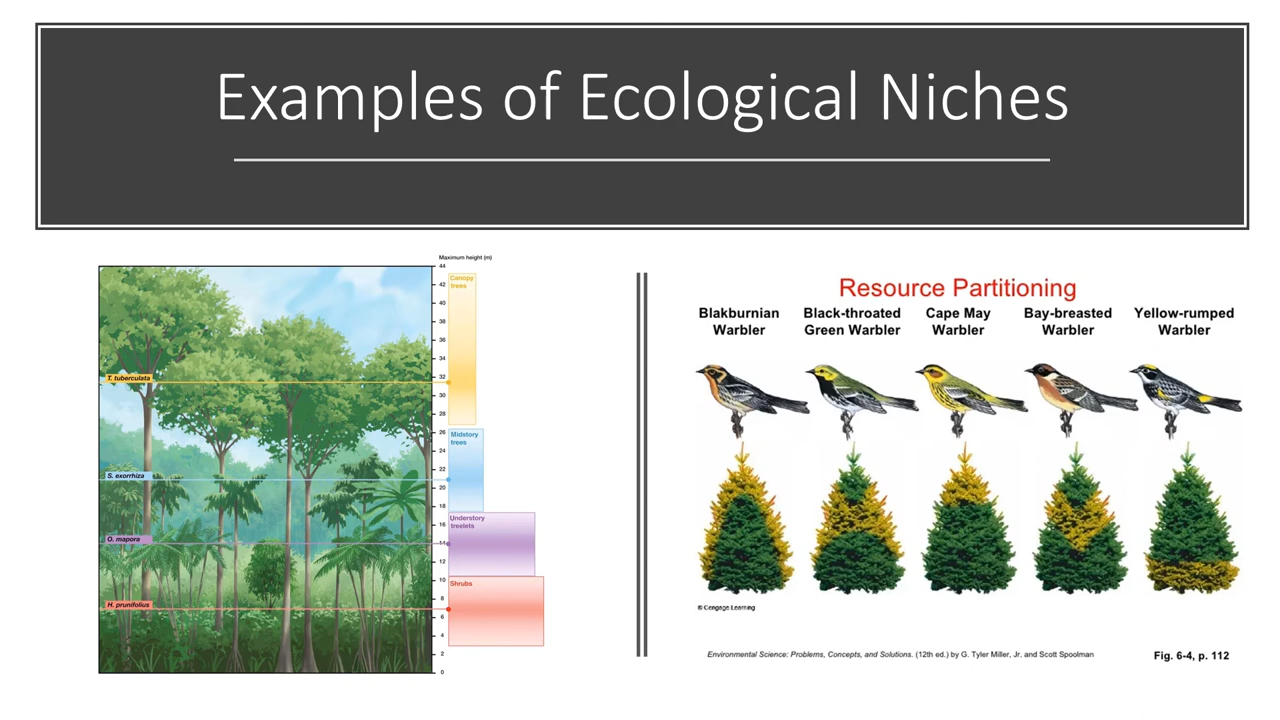 Examples of Ecological Niches
Maximum height (m)
44
42
40
38
36
34
32
30
28
26
24
22
20
18
16
14
12
10
8
6
4
2
0
Canopy
trees
Midstory
trees
Understory
treelets
Shrubs
T. tuberculata
S. exorrhiza
O. mapora
H. prunifolius
Resource Partitioning
Blakburnian
Warbler
Black-throated
Green Warbler
Cape May
Warbler
Bay-breasted
Warbler
Yellow-rumped
Warbler
© Cengage Learning
Environmental Science: Problems, Concepts, and Solutions. (12th ed.) by G. Tyler Miller, Jr. and Scott Spoolman
Fig. 6-4, p. 112